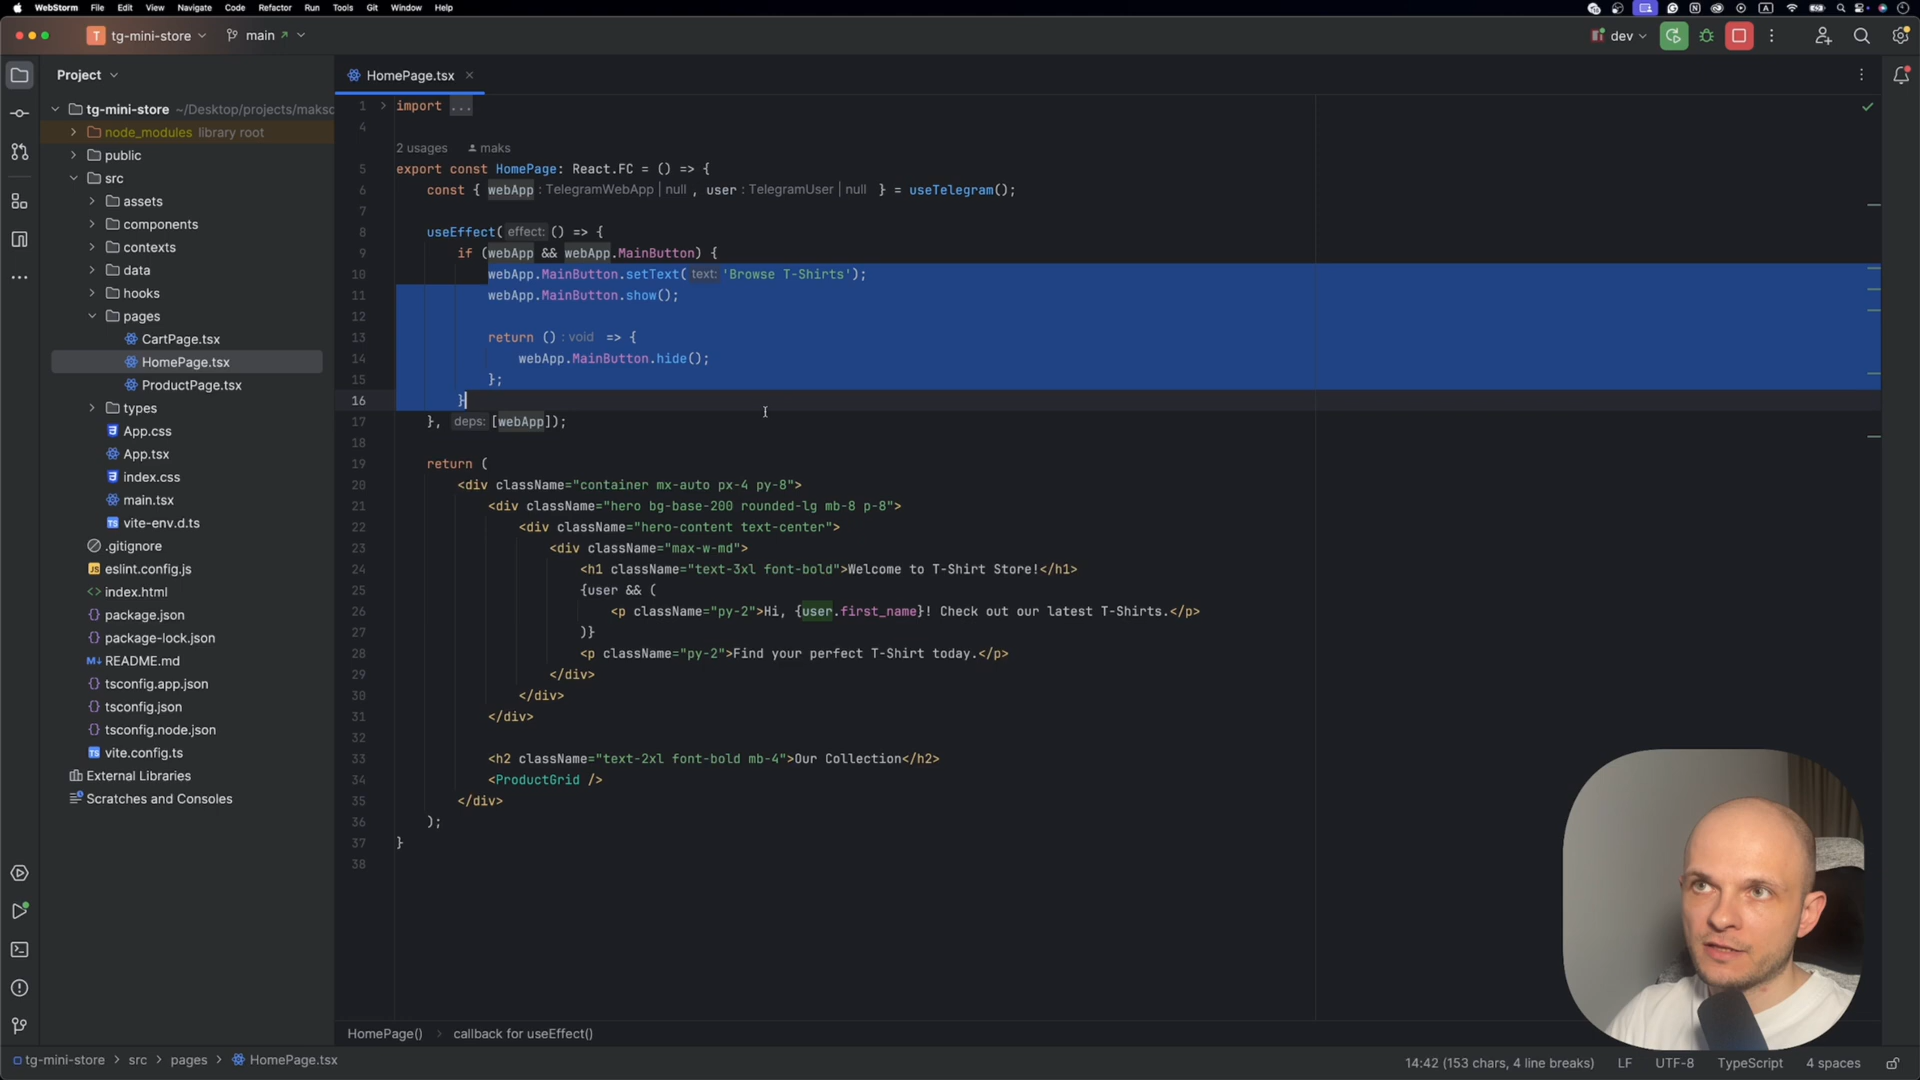 WebStorm File Edit View Navigate Code Refactor Run Tools Git Window Help
T tg-mini-store main dev
Project
HomePage.tsx
tg-mini-store ~/Desktop/projects/maksc
node_modules library root
public
src
assets
components
contexts
data
hooks
pages
CartPage.tsx
HomePage.tsx
ProductPage.tsx
types
App.css
App.tsx
index.css
main.tsx
vite-env.d.ts
.gitignore
eslint.config.js
index.html
package.json
package-lock.json
README.md
tsconfig.app.json
tsconfig.json
tsconfig.node.json
vite.config.ts
External Libraries
Scratches and Consoles
1 import ...
4
2 usages maks
5 export const HomePage: React.FC = () => {
6 const { webApp : TelegramWebApp | null , user : TelegramUser | null } = useTelegram();
7
8 useEffect( effect: () => {
9 if (webApp && webApp.MainButton) {
10 webApp.MainButton.setText( text: 'Browse T-Shirts');
11 webApp.MainButton.show();
12
13 return () : void => {
14 webApp.MainButton.hide();
15 };
16 }
17 }, deps: [webApp]);
18
19 return (
20 <div className="container mx-auto px-4 py-8">
21 <div className="hero bg-base-200 rounded-lg mb-8 p-8">
22 <div className="hero-content text-center">
23 <div className="max-w-md">
24 <h1 className="text-3xl font-bold">Welcome to T-Shirt Store!</h1>
25 {user && (
26 <p className="py-2">Hi, {user.first_name}! Check out our latest T-Shirts.</p>
27 )}
28 <p className="py-2">Find your perfect T-Shirt today.</p>
29 </div>
30 </div>
31 </div>
32
33 <h2 className="text-2xl font-bold mb-4">Our Collection</h2>
34 <ProductGrid />
35 </div>
36 );
37 }
38
HomePage() > callback for useEffect()
tg-mini-store > src > pages > HomePage.tsx 14:42 (153 chars, 4 line breaks) LF UTF-8 TypeScript 4 spaces